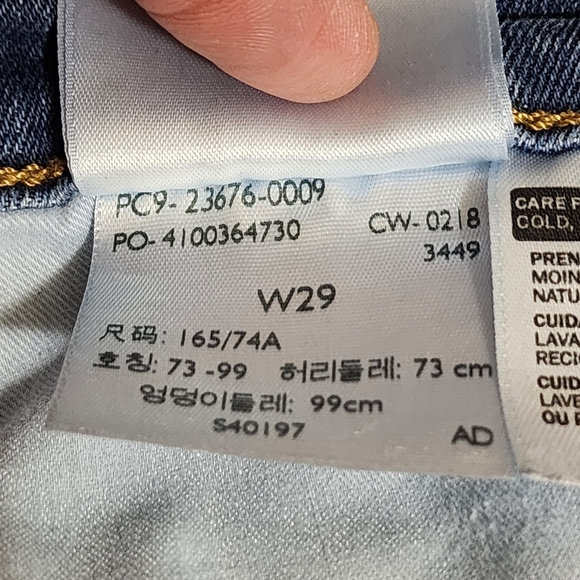 PC9-23676-0009
PO-4100364730 CW-0218
3449
W29
尺码: 165/74A
호칭: 73-99 허리둘레: 73 cm
엉덩이둘레: 99cm
S40197 AD
CARE F
COLD,
PREN
MOIN
NATU
CUID
LAVA
RECI
CUID
LAVE
OU P